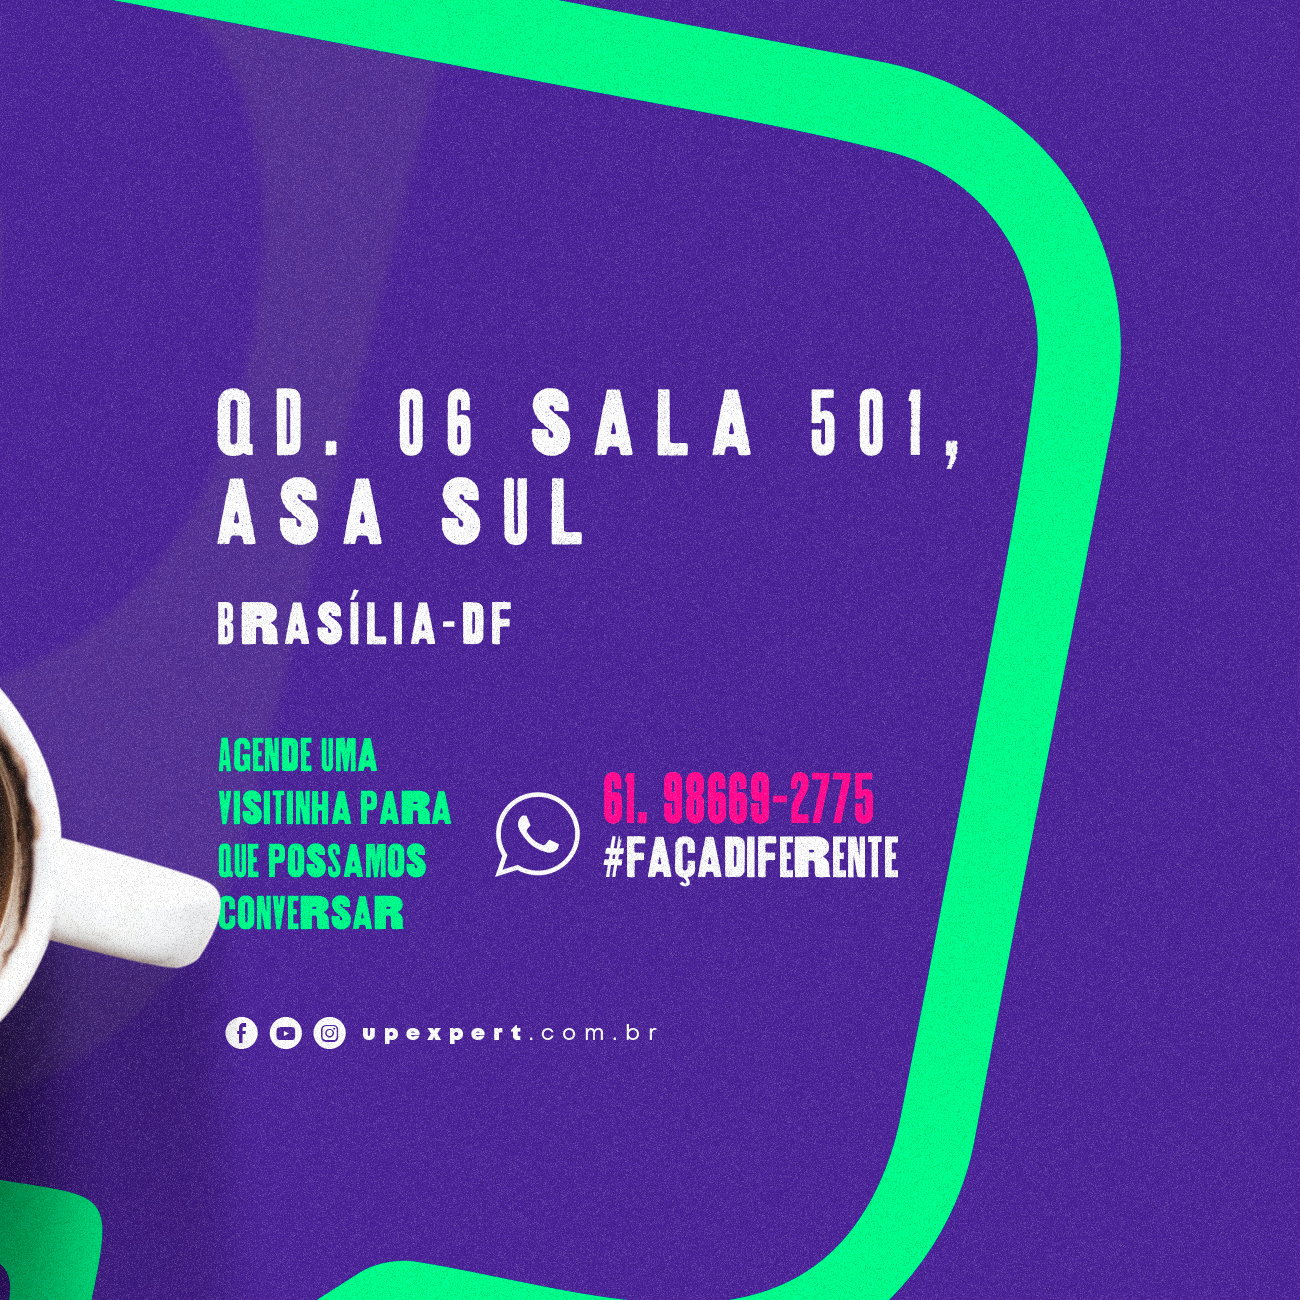 QD. 06 SALA 501,
ASA SUL
BRASÍLIA-DF
AGENDE UMA
VISITINHA PARA
QUE POSSAMOS
CONVERSAR
61. 98669-2775
#FAÇADIFERENTE
upexpert.com.br